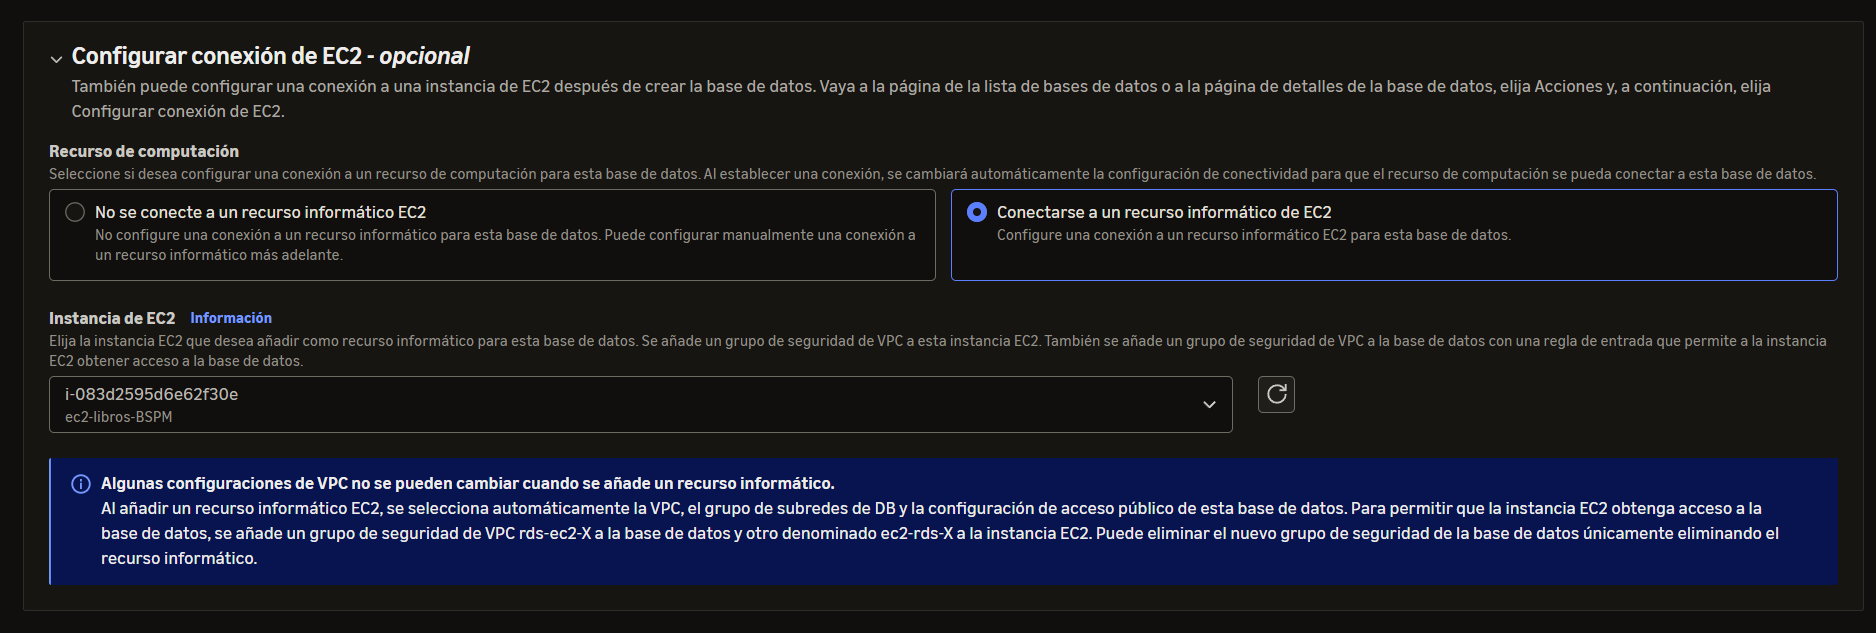 Configurar conexión de EC2 - opcional
También puede configurar una conexión a una instancia de EC2 después de crear la base de datos. Vaya a la página de la lista de bases de datos o a la página de detalles de la base de datos, elija Acciones y, a continuación, elija
Configurar conexión de EC2.
Recurso de computación
Seleccione si desea configurar una conexión a un recurso de computación para esta base de datos. Al establecer una conexión, se cambiará automáticamente la configuración de conectividad para que el recurso de computación se pueda conectar a esta base de datos.
No se conecte a un recurso informático EC2
No configure una conexión a un recurso informático para esta base de datos. Puede configurar manualmente una conexión a
un recurso informático más adelante.
Conectarse a un recurso informático de EC2
Configure una conexión a un recurso informático EC2 para esta base de datos.
Instancia de EC2 Información
Elija la instancia EC2 que desea añadir como recurso informático para esta base de datos. Se añade un grupo de seguridad de VPC a esta instancia EC2. También se añade un grupo de seguridad de VPC a la base de datos con una regla de entrada que permite a la instancia
EC2 obtener acceso a la base de datos.
i-083d2595d6e62f30e
ec2-libros-BSPM
Algunas configuraciones de VPC no se pueden cambiar cuando se añade un recurso informático.
Al añadir un recurso informático EC2, se selecciona automáticamente la VPC, el grupo de subredes de DB y la configuración de acceso público de esta base de datos. Para permitir que la instancia EC2 obtenga acceso a la
base de datos, se añade un grupo de seguridad de VPC rds-ec2-X a la base de datos y otro denominado ec2-rds-X a la instancia EC2. Puede eliminar el nuevo grupo de seguridad de la base de datos únicamente eliminando el
recurso informático.